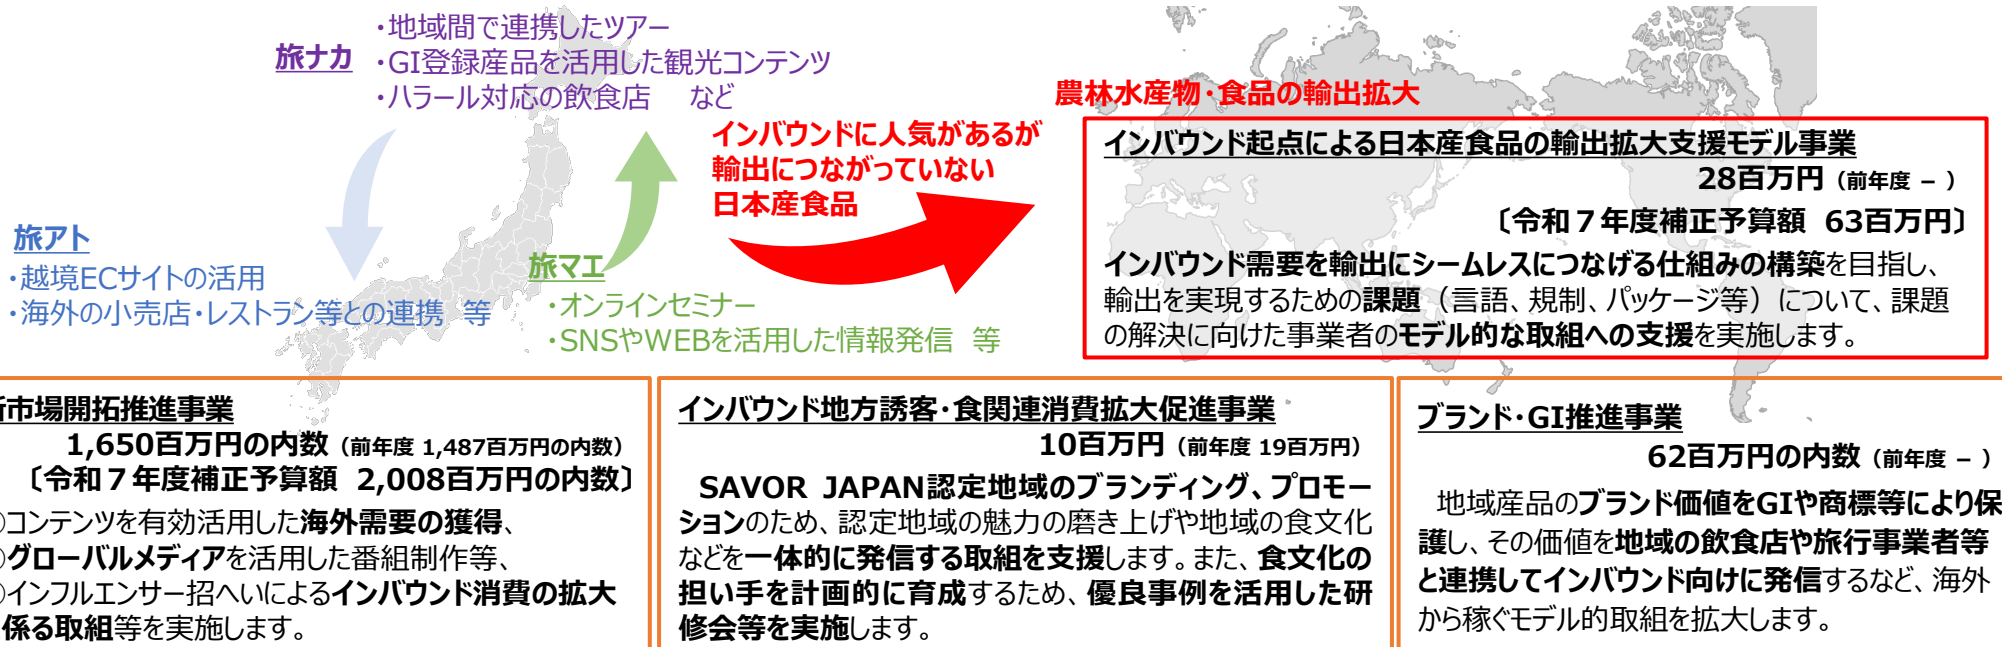 旅ナカ
・地域間で連携したツアー
・GI登録産品を活用した観光コンテンツ
・ハラール対応の飲食店　など
旅アト
・越境ECサイトの活用
・海外の小売店・レストラン等との連携　等
旅マエ
・オンラインセミナー
・SNSやWEBを活用した情報発信　等
インバウンドに人気があるが
輸出につながっていない
日本産食品
農林水産物・食品の輸出拡大
インバウンド起点による日本産食品の輸出拡大支援モデル事業
28百万円（前年度 － ）
〔令和７年度補正予算額 63百万円〕
インバウンド需要を輸出にシームレスにつなげる仕組みの構築を目指し、
輸出を実現するための課題（言語、規制、パッケージ等）について、課題
の解決に向けた事業者のモデル的な取組への支援を実施します。
市場開拓推進事業
1,650百万円の内数（前年度 1,487百万円の内数）
〔令和７年度補正予算額 2,008百万円の内数〕
コンテンツを有効活用した海外需要の獲得、
グローバルメディアを活用した番組制作等、
インフルエンサー招へいによるインバウンド消費の拡大
係る取組等を実施します。
インバウンド地方誘客・食関連消費拡大促進事業
10百万円（前年度 19百万円）
SAVOR JAPAN認定地域のブランディング、プロモー
ションのため、認定地域の魅力の磨き上げや地域の食文化
などを一体的に発信する取組を支援します。また、食文化の
担い手を計画的に育成するため、優良事例を活用した研
修会等を実施します。
ブランド・GI推進事業
62百万円の内数（前年度 － ）
地域産品のブランド価値をGIや商標等により保
護し、その価値を地域の飲食店や旅行事業者等
と連携してインバウンド向けに発信するなど、海外
から稼ぐモデル的取組を拡大します。